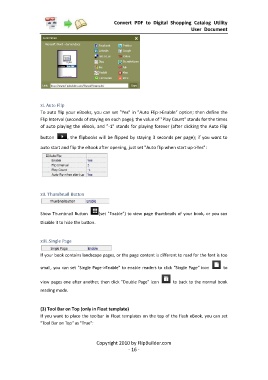 Convert PDF to Digital Shopping Catalog Utility
User Document
xi. Auto Flip
To auto flip your eBooks, you can set "Yes" in "Auto Flip->Enable" option; then define the
Flip Interval (seconds of staying on each page); the value of "Play Count" stands for the times
of auto playing the eBook, and "-1" stands for playing forever (after clicking the Auto Flip
button , the flipbooks will be flipped by staying 3 seconds per page); if you want to
auto start and flip the eBook after opening, just set "Auto flip when start up->Yes":
Auto Flip
Enable Yes
Flip Interval 3
Play Count -1
Auto flip when start up Yes
xii. Thumbnail Button
Thumbnail Button Enable
Show Thumbnail Button (set "Enable") to view page thumbnails of your book, or you can
Disable it to hide the button.
xiii. Single Page
Single Page Enable
If your book contains landscape pages, or the page content is different to read for the font is too
small, you can set "Single Page->Enable" to enable readers to click "Single Page" icon to
view pages one after another, then click "Double Page" icon to back to the normal book
reading mode.
(3) Tool Bar on Top (only in Float template)
If you want to place the toolbar in Float templates on the top of the flash eBook, you can set
"Tool Bar on Top" as "True":
Copyright 2010 by FlipBuilder.com
- 16 -